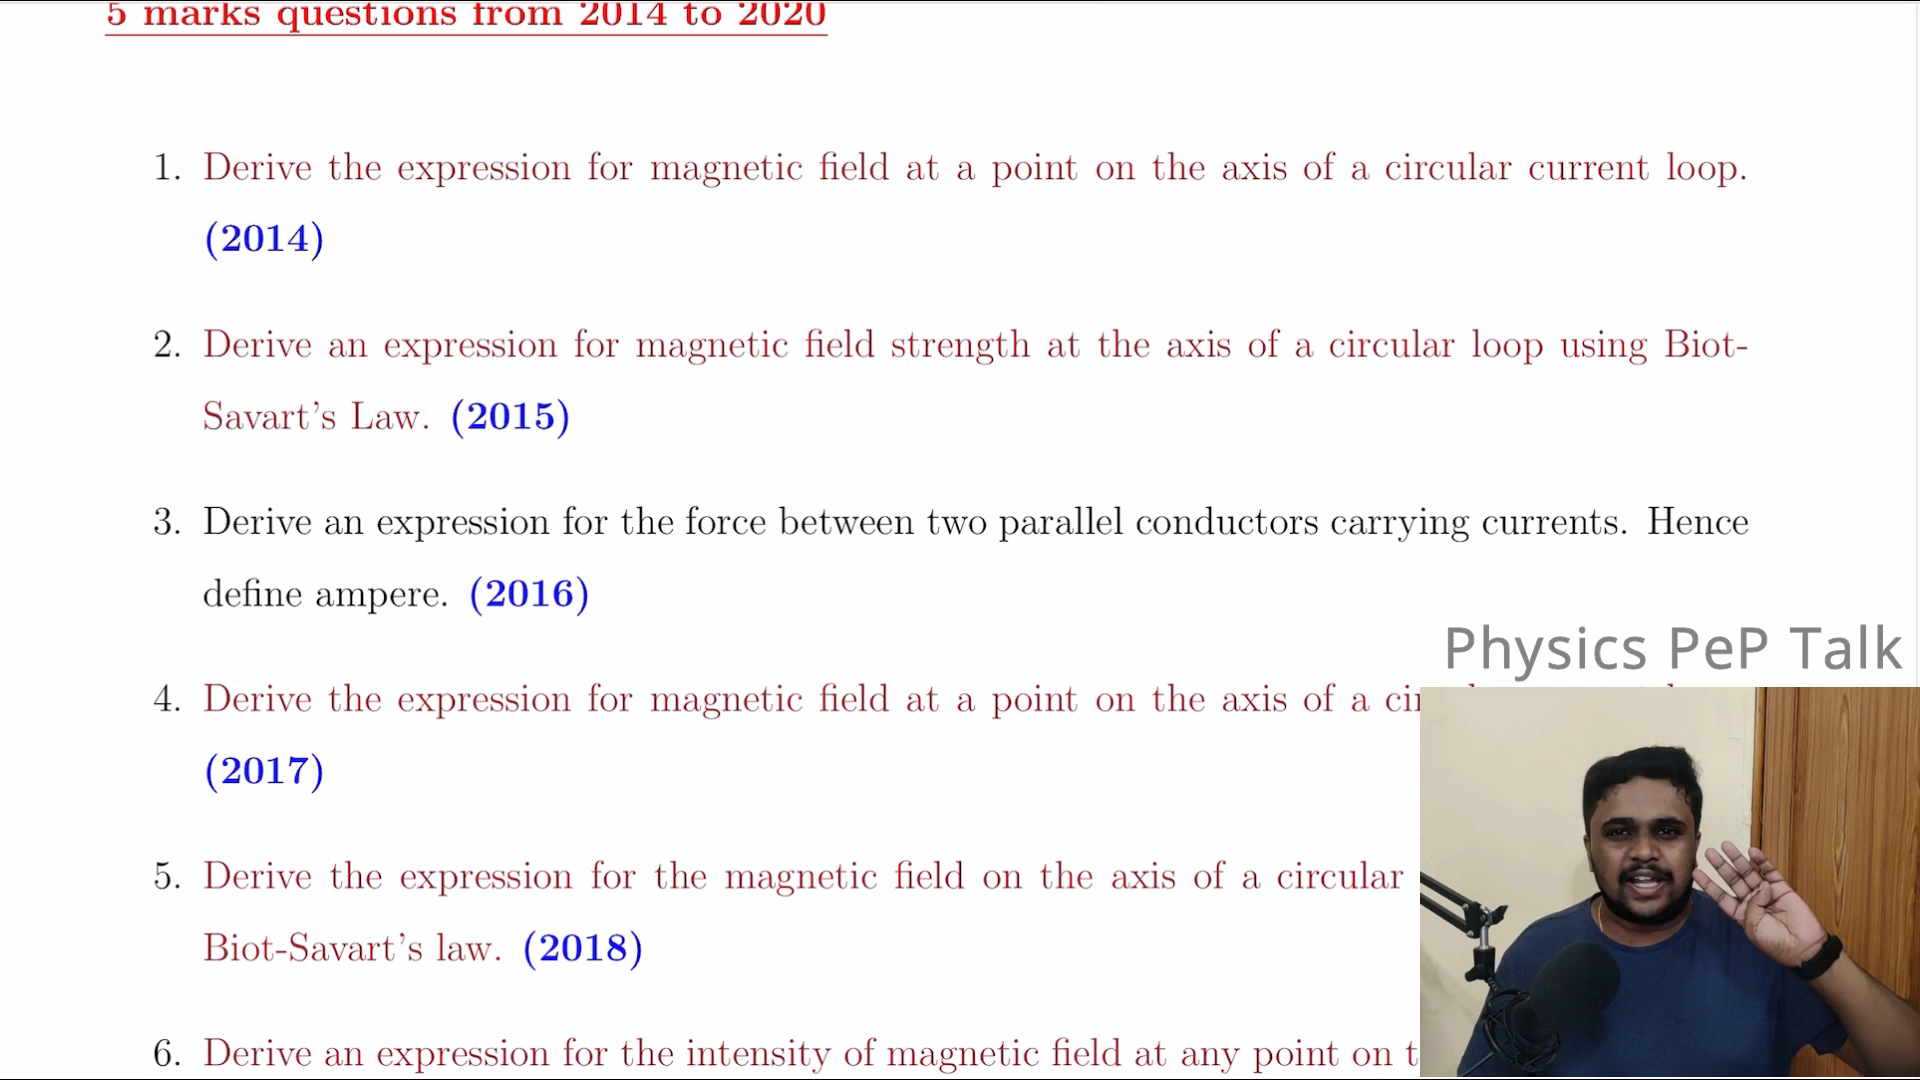 5 marks questions from 2014 to 2020
1. Derive the expression for magnetic field at a point on the axis of a circular current loop.
(2014)
2. Derive an expression for magnetic field strength at the axis of a circular loop using Biot-
Savart's Law. (2015)
3. Derive an expression for the force between two parallel conductors carrying currents. Hence
define ampere. (2016)
Physics PeP Talk
4. Derive the expression for magnetic field at a point on the axis of a
(2017)
5. Derive the expression for the magnetic field on the axis of a circular
Biot-Savart's law. (2018)
6. Derive an expression for the intensity of magnetic field at any point on